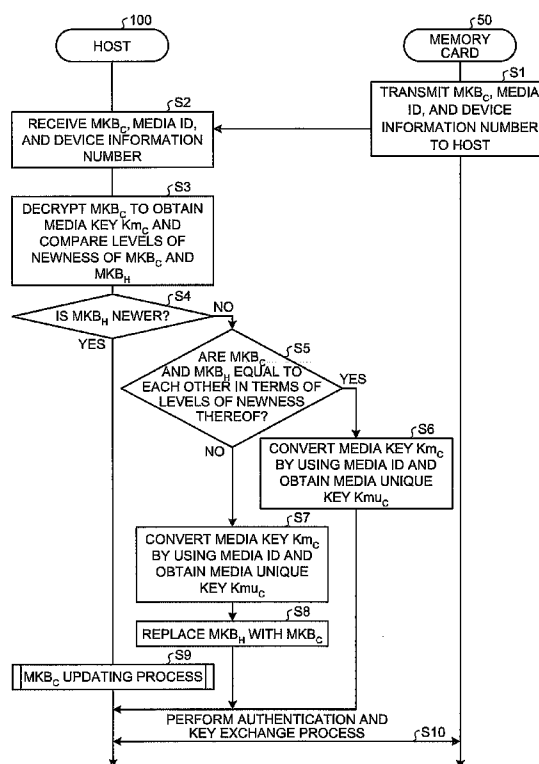 100
HOST
50
MEMORY
CARD
S1
TRANSMIT MKBC, MEDIA
ID, AND DEVICE
INFORMATION NUMBER
TO HOST
S2
RECEIVE MKBC, MEDIA ID,
AND DEVICE INFORMATION
NUMBER
S3
DECRYPT MKBC TO OBTAIN
MEDIA KEY KmC AND
COMPARE LEVELS OF
NEWNESS OF MKBC AND
MKBH
S4
IS MKBH NEWER?
NO
YES
S5
ARE MKBC
AND MKBH EQUAL TO
EACH OTHER IN TERMS OF
LEVELS OF NEWNESS
THEREOF?
YES
NO
S6
CONVERT MEDIA KEY KmC
BY USING MEDIA ID AND
OBTAIN MEDIA UNIQUE
KEY KmuC
S7
CONVERT MEDIA KEY KmC
BY USING MEDIA ID AND
OBTAIN MEDIA UNIQUE
KEY KmuC
S8
REPLACE MKBH WITH MKBC
S9
MKBC UPDATING PROCESS
PERFORM AUTHENTICATION AND
KEY EXCHANGE PROCESS
S10